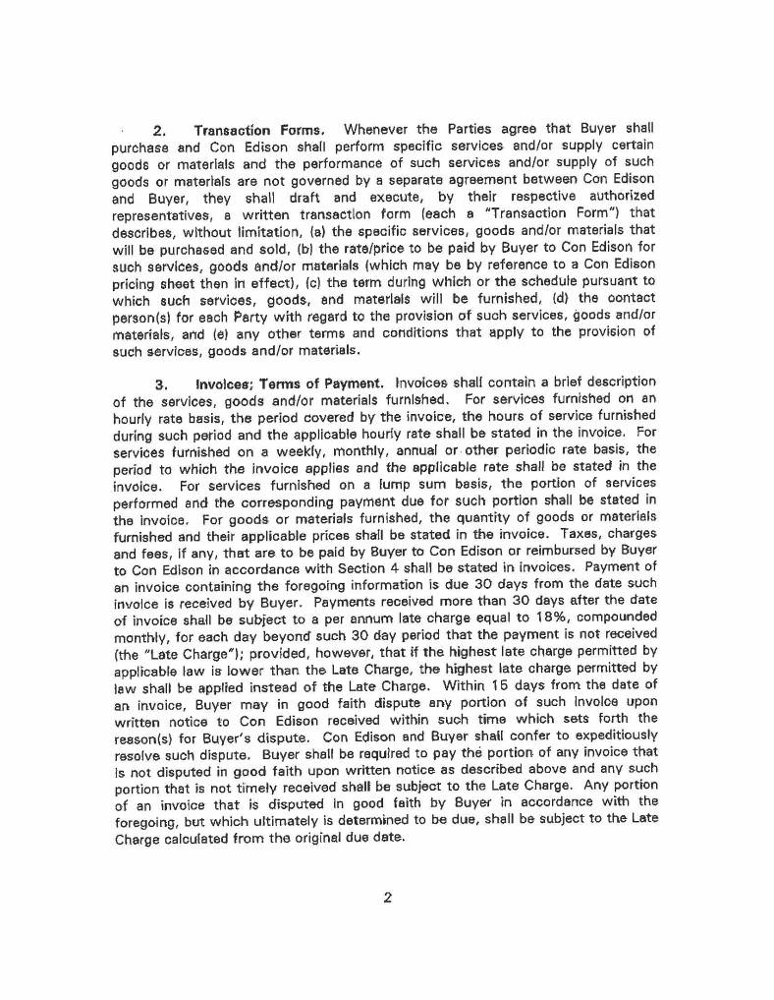 2. Transaction Forms. Whenever the Parties agree that Buyer shall
purchase and Con Edison shall perform specific services and/or supply certain
goods or materials and the performance of such services and/or supply of such
goods or materials are not governed by a separate agreement between Con Edison
and Buyer, they shall draft and execute, by their respective authorized
representatives, a written transaction form (each a "Transaction Form") that
describes, without limitation, (a) the specific services, goods and/or materials that
will be purchased and sold, (b) the rate/price to be paid by Buyer to Con Edison for
such services, goods and/or materials (which may be by reference to a Con Edison
pricing sheet then in effect), (c) the term during which or the schedule pursuant to
which such services, goods, and materials will be furnished, (d) the contact
person(s) for each Party with regard to the provision of such services, goods and/or
materials, and (e) any other terms and conditions that apply to the provision of
such services, goods and/or materials.
3. Invoices; Terms of Payment. Invoices shall contain a brief description
of the services, goods and/or materials furnished. For services furnished on an
hourly rate basis, the period covered by the invoice, the hours of service furnished
during such period and the applicable hourly rate shall be stated in the invoice. For
services furnished on a weekly, monthly, annual or other periodic rate basis, the
period to which the invoice applies and the applicable rate shall be stated in the
invoice. For services furnished on a lump sum basis, the portion of services
performed and the corresponding payment due for such portion shall be stated in
the invoice. For goods or materials furnished, the quantity of goods or materials
furnished and their applicable prices shall be stated in the invoice. Taxes, charges
and fees, if any, that are to be paid by Buyer to Con Edison or reimbursed by Buyer
to Con Edison in accordance with Section 4 shall be stated in invoices. Payment of
an invoice containing the foregoing information is due 30 days from the date such
invoice is received by Buyer. Payments received more than 30 days after the date
of invoice shall be subject to a per annum late charge equal to 18%, compounded
monthly, for each day beyond such 30 day period that the payment is not received
(the "Late Charge"); provided, however, that if the highest late charge permitted by
applicable law is lower than the Late Charge, the highest late charge permitted by
law shall be applied instead of the Late Charge. Within 15 days from the date of
an invoice, Buyer may in good faith dispute any portion of such invoice upon
written notice to Con Edison received within such time which sets forth the
reason(s) for Buyer's dispute. Con Edison and Buyer shall confer to expeditiously
resolve such dispute. Buyer shall be required to pay the portion of any invoice that
is not disputed in good faith upon written notice as described above and any such
portion that is not timely received shall be subject to the Late Charge. Any portion
of an invoice that is disputed in good faith by Buyer in accordance with the
foregoing, but which ultimately is determined to be due, shall be subject to the Late
Charge calculated from the original due date.
2